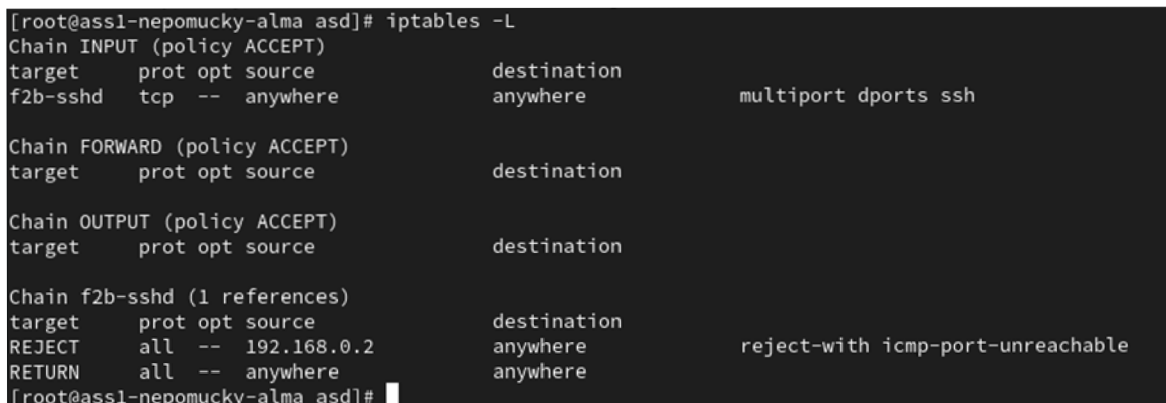 [root@ass1-nepomucky-alma asd]# iptables -L
Chain INPUT (policy ACCEPT)
target     prot opt source               destination
f2b-sshd   tcp  --  anywhere             anywhere             multiport dports ssh

Chain FORWARD (policy ACCEPT)
target     prot opt source               destination

Chain OUTPUT (policy ACCEPT)
target     prot opt source               destination

Chain f2b-sshd (1 references)
target     prot opt source               destination
REJECT     all  --  192.168.0.2          anywhere             reject-with icmp-port-unreachable
RETURN     all  --  anywhere             anywhere
[root@ass1-nepomucky-alma asd]#